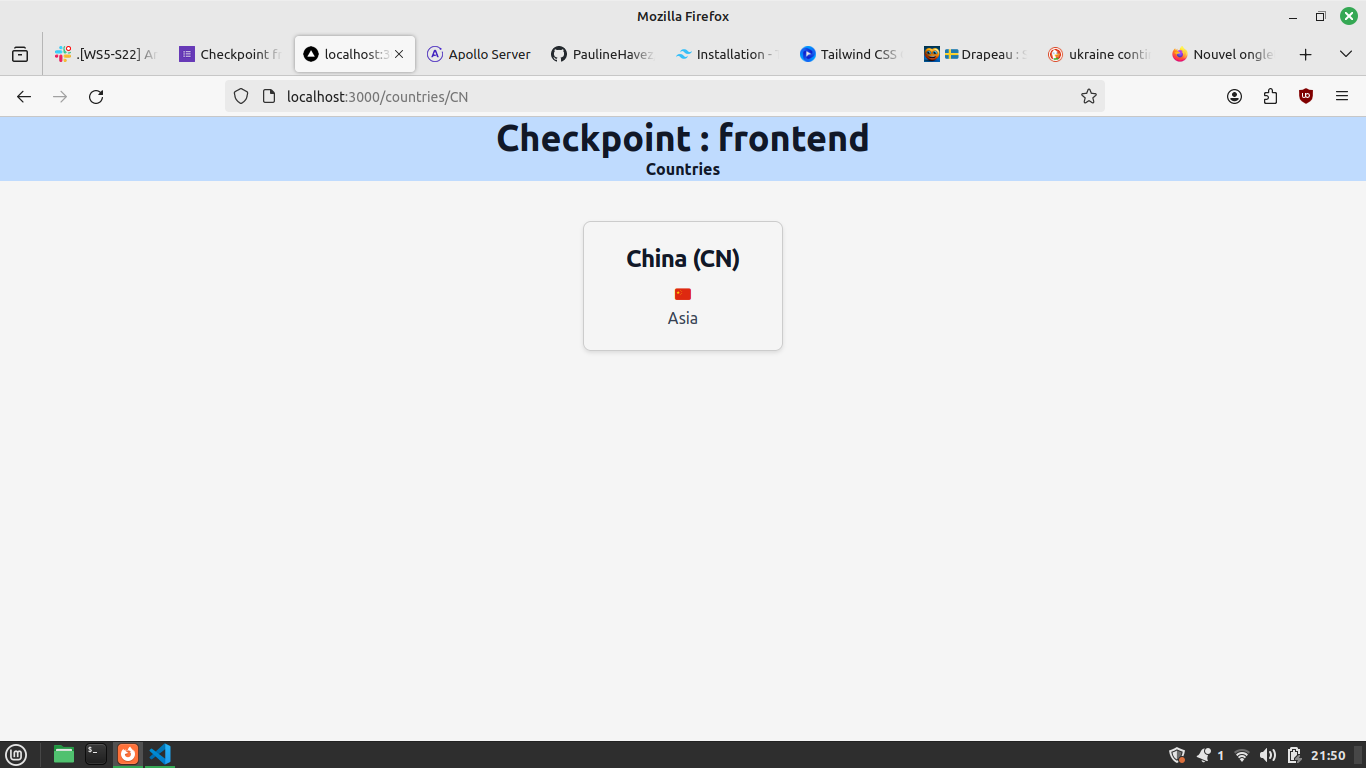 Mozilla Firefox
.[WS5-S22] Ar
Checkpoint fr
localhost:3
Apollo Server
PaulineHavez
Installation - T
Tailwind CSS
🇸🇪 Drapeau : S
ukraine conti
Nouvel ongle
localhost:3000/countries/CN
Checkpoint : frontend
Countries
China (CN)
🇨🇳
Asia
1
21:50